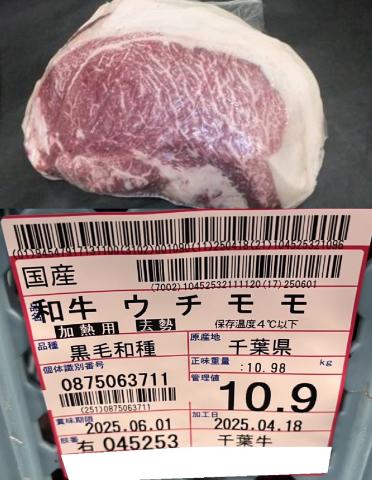 国産
(7002)10452532111120(17)250601
和牛 ウチモモ
加熱用 去勢 保存温度4℃以下
品種 黒毛和種
原産地 千葉県
個体識別番号 0875063711
(251)0875063711
正味重量 :10.98 kg
管理値 10.9
賞味期限 2025.06.01
加工日 2025.04.18
枝番 右 045253
千葉牛